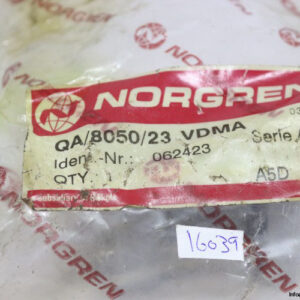 NORGREN
QA/8050/23 VDMA Serie
Ident.-Nr.: 062423
QTY A5D
16039
NORGREN
NORGREN